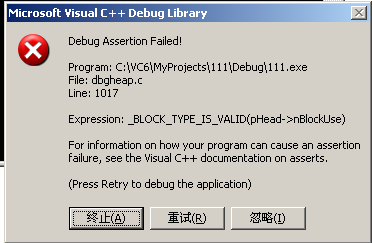 Microsoft Visual C++ Debug Library
Debug Assertion Failed!
Program: C:\VC6\MyProjects\111\Debug\111.exe
File: dbgheap.c
Line: 1017
Expression: _BLOCK_TYPE_IS_VALID(pHead->nBlockUse)
For information on how your program can cause an assertion
failure, see the Visual C++ documentation on asserts.
(Press Retry to debug the application)
终止(A) 重试(R) 忽略(I)